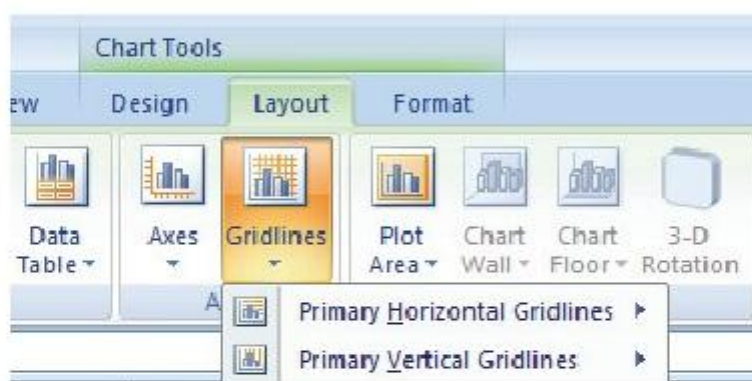 Chart Tools
ew Design Layout Format
Data Table Axes Gridlines Plot Area Chart Wall Chart Floor 3-D Rotation
A
Primary Horizontal Gridlines
Primary Vertical Gridlines